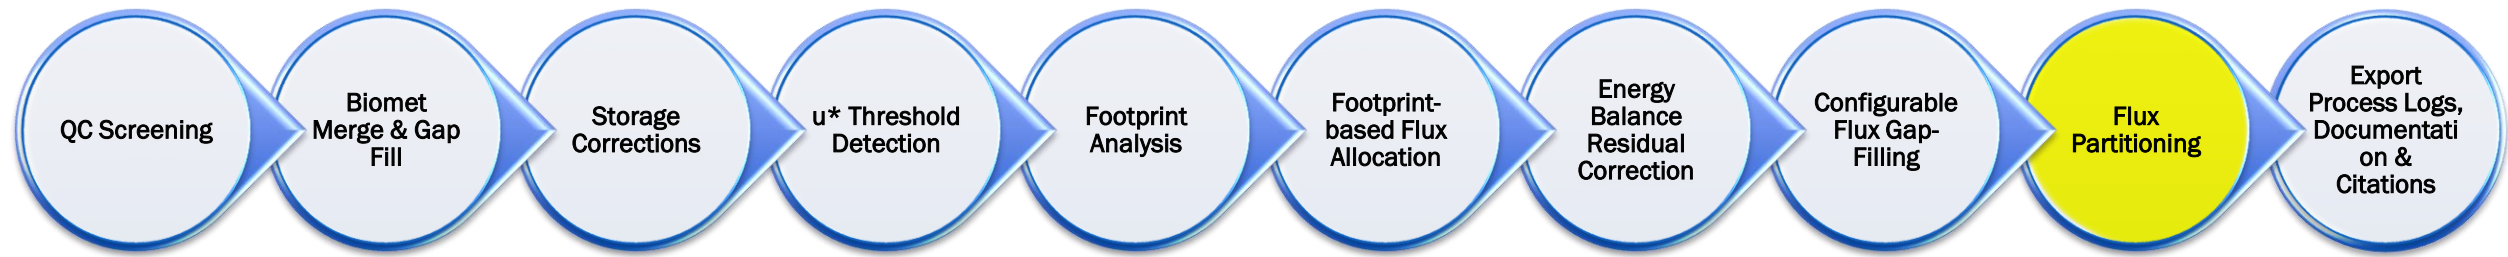 QC Screening
Biomet
Merge & Gap
Fill
Storage
Corrections
u* Threshold
Detection
Footprint
Analysis
Footprint-
based Flux
Allocation
Energy
Balance
Residual
Correction
Configurable
Flux Gap-
Filling
Flux
Partitioning
Export
Process Logs,
Documentati
on &
Citations